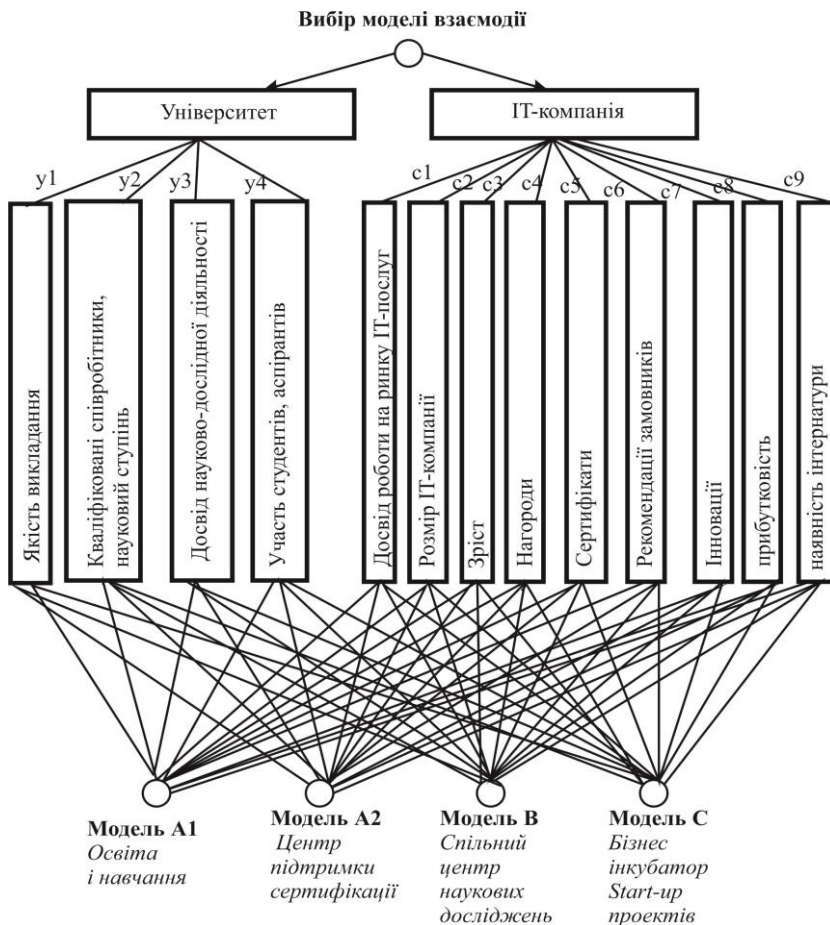 Вибір моделі взаємодії
Університет
ІТ-компанія
у1
у2
у3
у4
с1
с2
с3
с4
с5
с6
с7
с8
с9
Якість викладання
Кваліфіковані співробітники,
науковий ступінь
Досвід науково-дослідної діяльності
Участь студентів, аспірантів
Досвід роботи на ринку ІТ-послуг
Розмір ІТ-компанії
Зріст
Нагороди
Сертифікати
Рекомендації замовників
Інновації
прибутковість
наявність інтернатури
Модель А1
Освіта
і навчання
Модель А2
Центр
підтримки
сертифікації
Модель В
Спільний
центр
наукових
досліджень
Модель С
Бізнес
інкубатор
Start-up
проектів